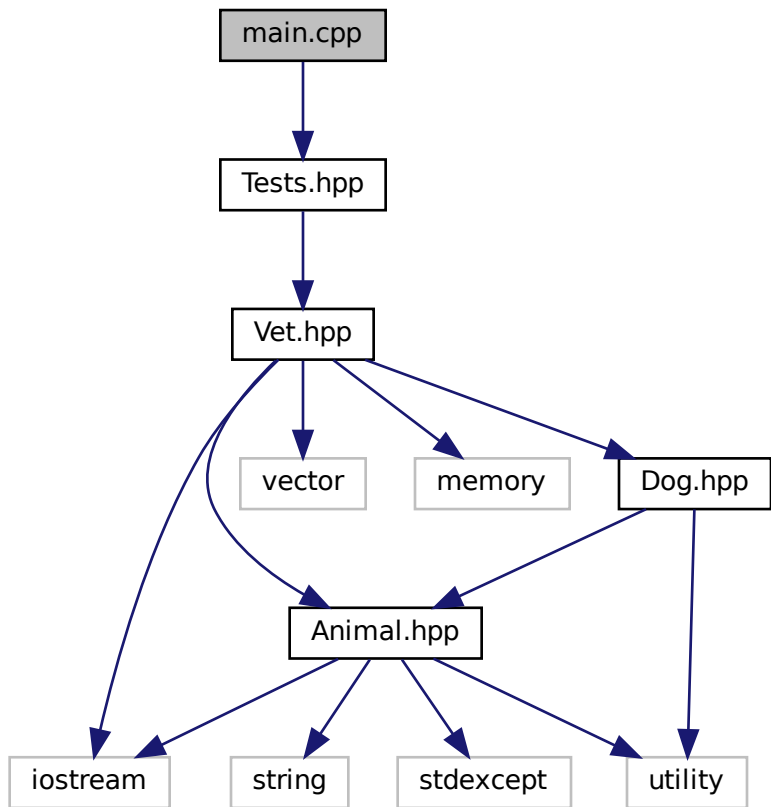 main.cpp
Tests.hpp
Vet.hpp
vector
memory
Dog.hpp
Animal.hpp
iostream
string
stdexcept
utility